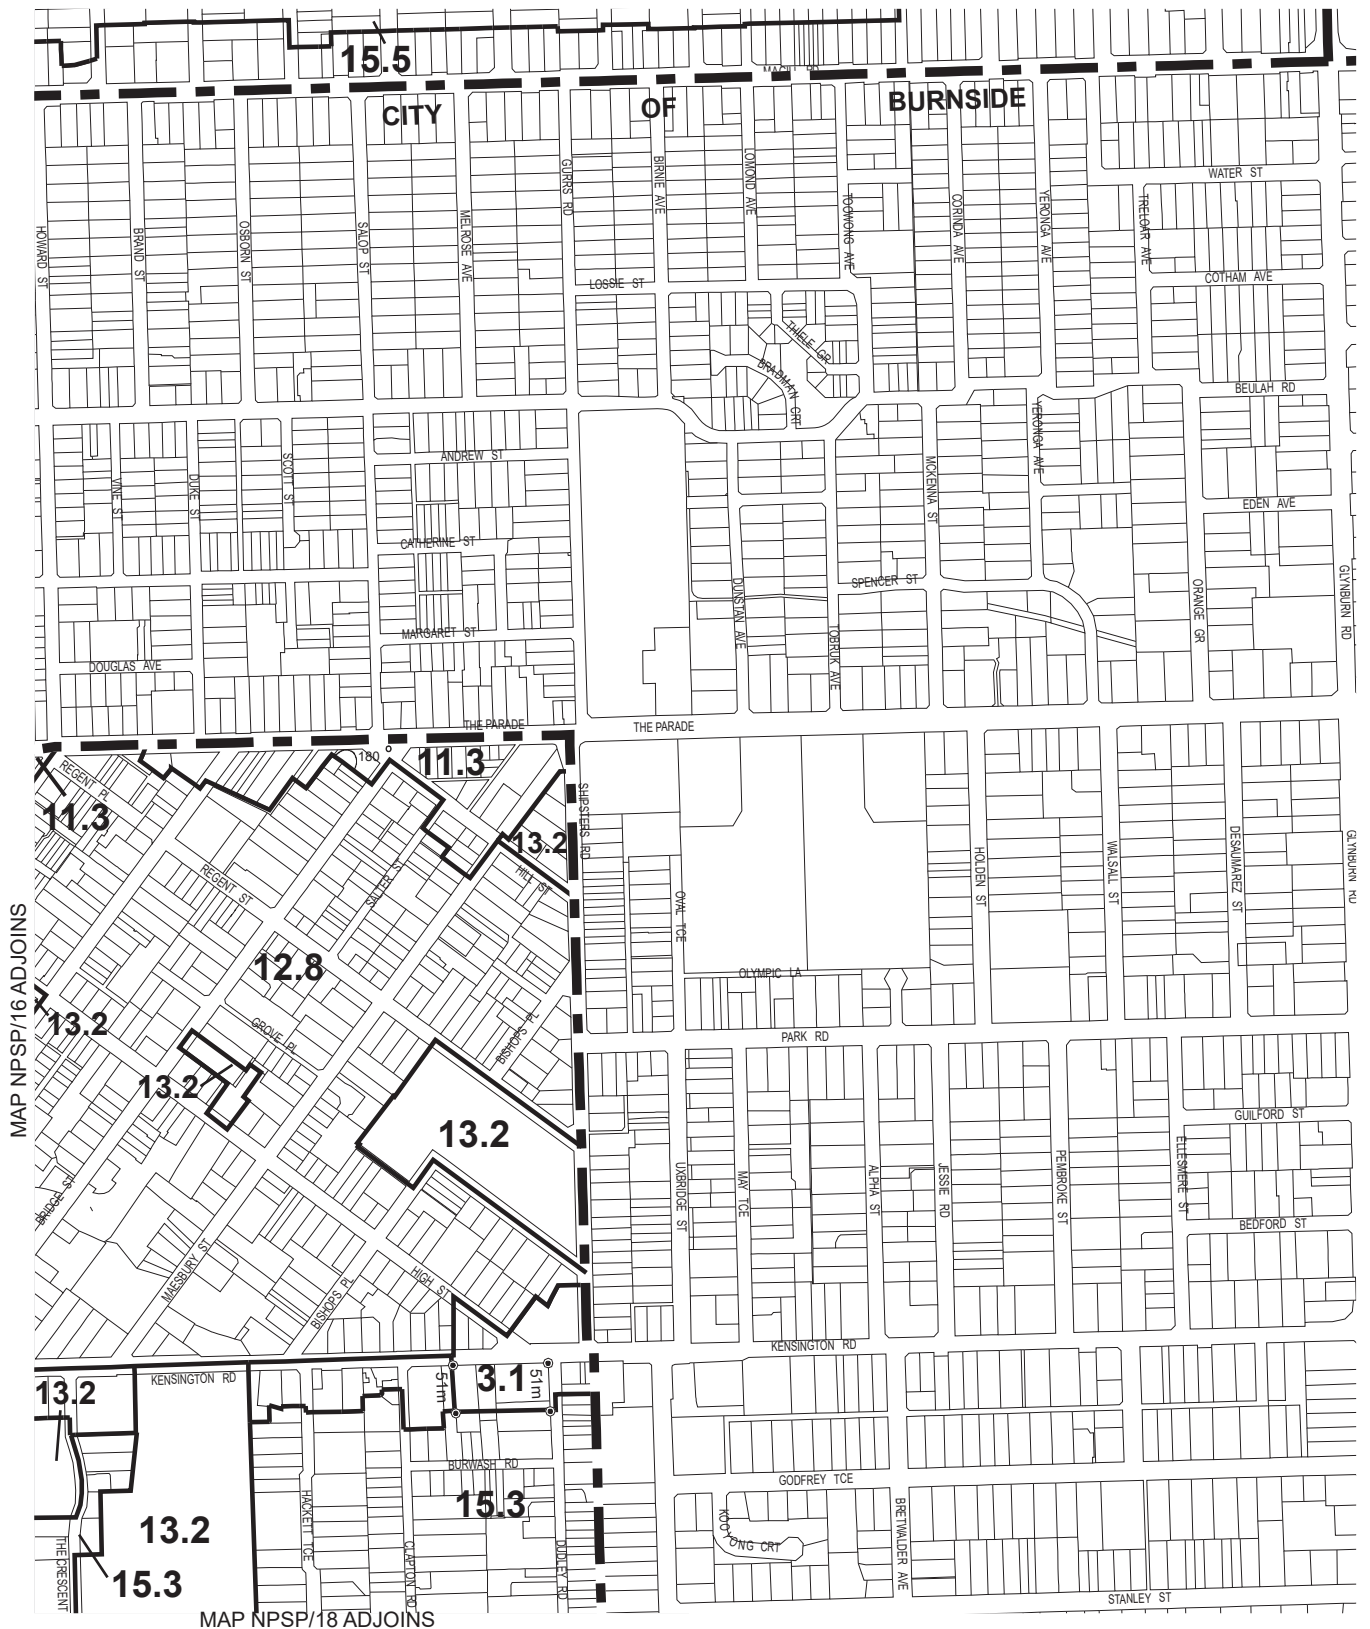 15.5
MAGILL RD
CITY OF BURNSIDE
HOWARD ST
BRAND ST
OSBORN ST
SALOP ST
MELROSE AVE
GURRS RD
BIRNIE AVE
LOMOND AVE
TOOWONG AVE
CORINDA AVE
YERONGA AVE
TRELOAR AVE
WATER ST
COTHAM AVE
LOSSIE ST
THIELE GR
BRADMAN CRT
BEULAH RD
YERONGA AVE
ANDREW ST
VINE ST
DUKE ST
SCOTT ST
MCKENNA ST
EDEN AVE
CATHERINE ST
SPENCER ST
DUNSTAN AVE
TOBRUK AVE
ORANGE GR
GLYNBURN RD
MARGARET ST
DOUGLAS AVE
THE PARADE
THE PARADE
180
11.3
REGENT PL
11.3
SHIPSTERS RD
13.2
HILL ST
SALTER ST
REGENT ST
OVAL TCE
HOLDEN ST
WALSALL ST
DESAUMAREZ ST
GLYNBURN RD
MAP NPSP/16 ADJOINS
12.8
OLYMPIC LA
13.2
GROVE PL
BISHOPS PL
PARK RD
13.2
13.2
GUILFORD ST
BRIDGE ST
UXBRIDGE ST
MAY TCE
ALPHA ST
JESSIE RD
PEMBROKE ST
ELLESMERE ST
BEDFORD ST
MAESBURY ST
BISHOPS PL
HIGH ST
KENSINGTON RD
KENSINGTON RD
13.2
51m
3.1
51m
BURWASH RD
GODFREY TCE
15.3
HACKETT TCE
CLAPTON RD
DUDLEY RD
KOOYONG CRT
BRETWALDER AVE
13.2
THE CRESCENT
15.3
STANLEY ST
MAP NPSP/18 ADJOINS